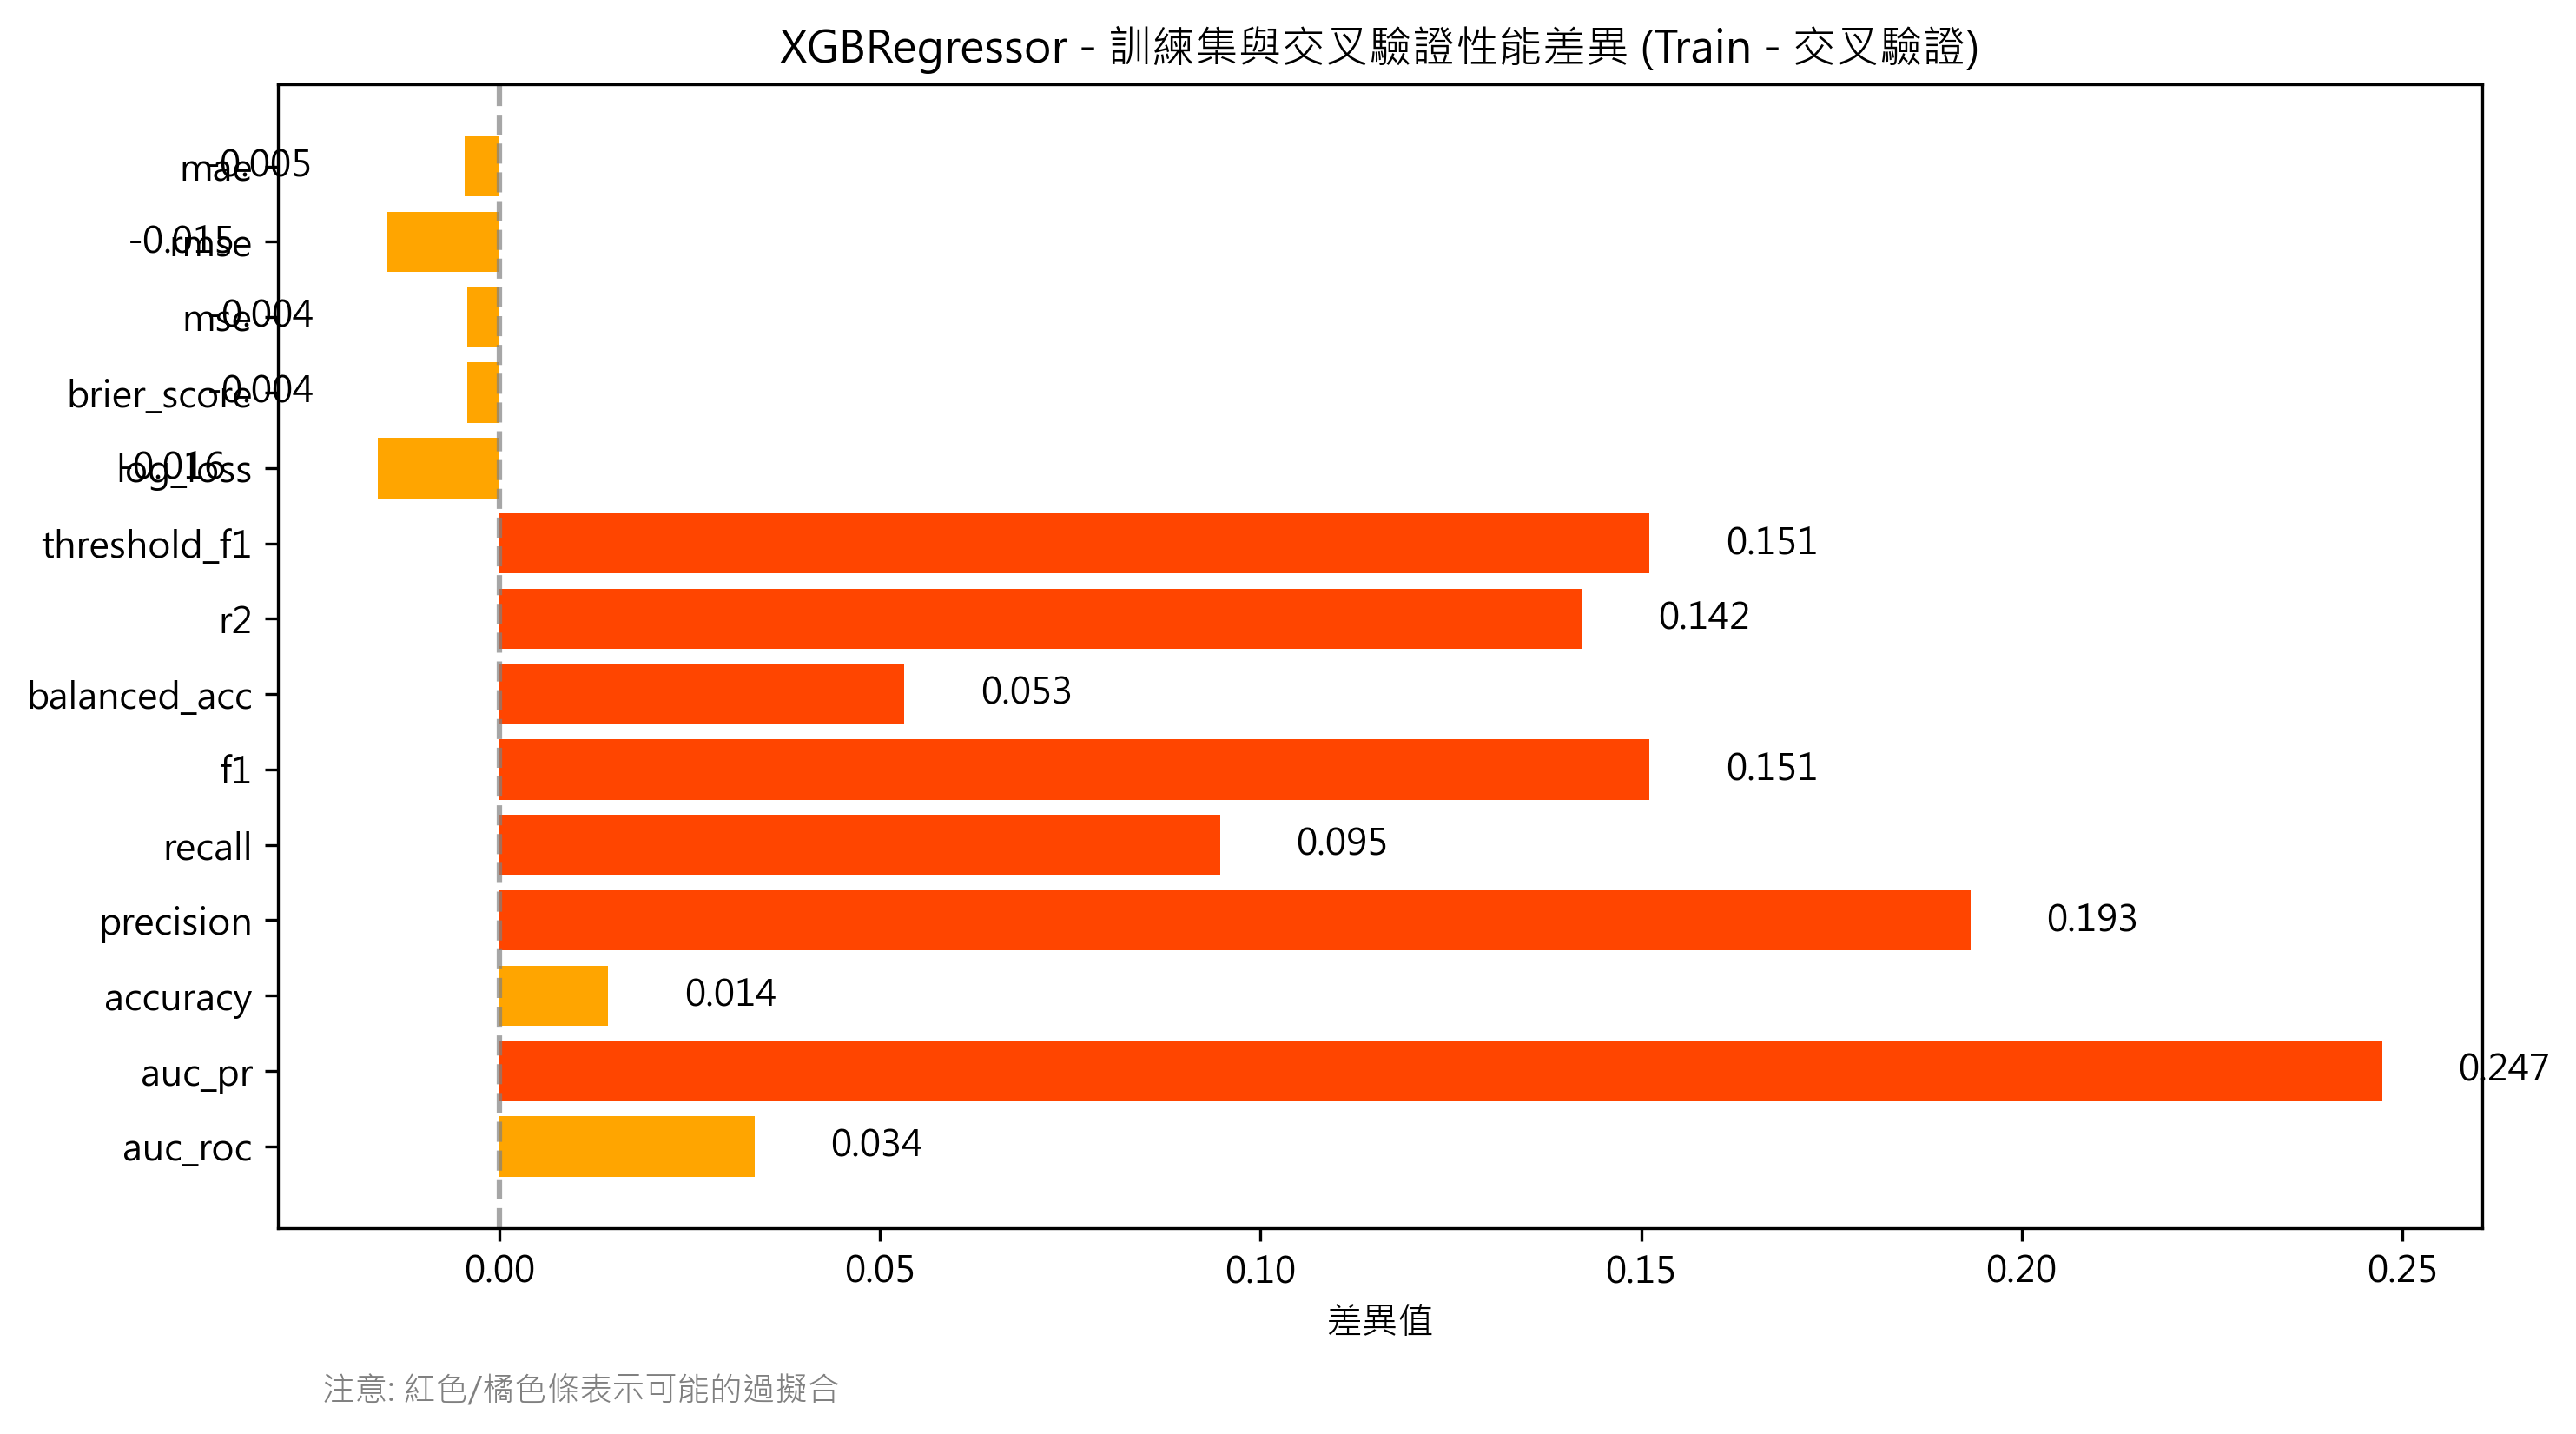 XGBRegressor - 訓練集與交叉驗證性能差異 (Train - 交叉驗證)
mae -0.005
rmse -0.015
mse -0.004
brier_score -0.004
log_loss -0.016
threshold_f1 0.151
r2 0.142
balanced_acc 0.053
f1 0.151
recall 0.095
precision 0.193
accuracy 0.014
auc_pr 0.247
auc_roc 0.034
0.00 0.05 0.10 0.15 0.20 0.25
差異值
注意: 紅色/橘色條表示可能的過擬合